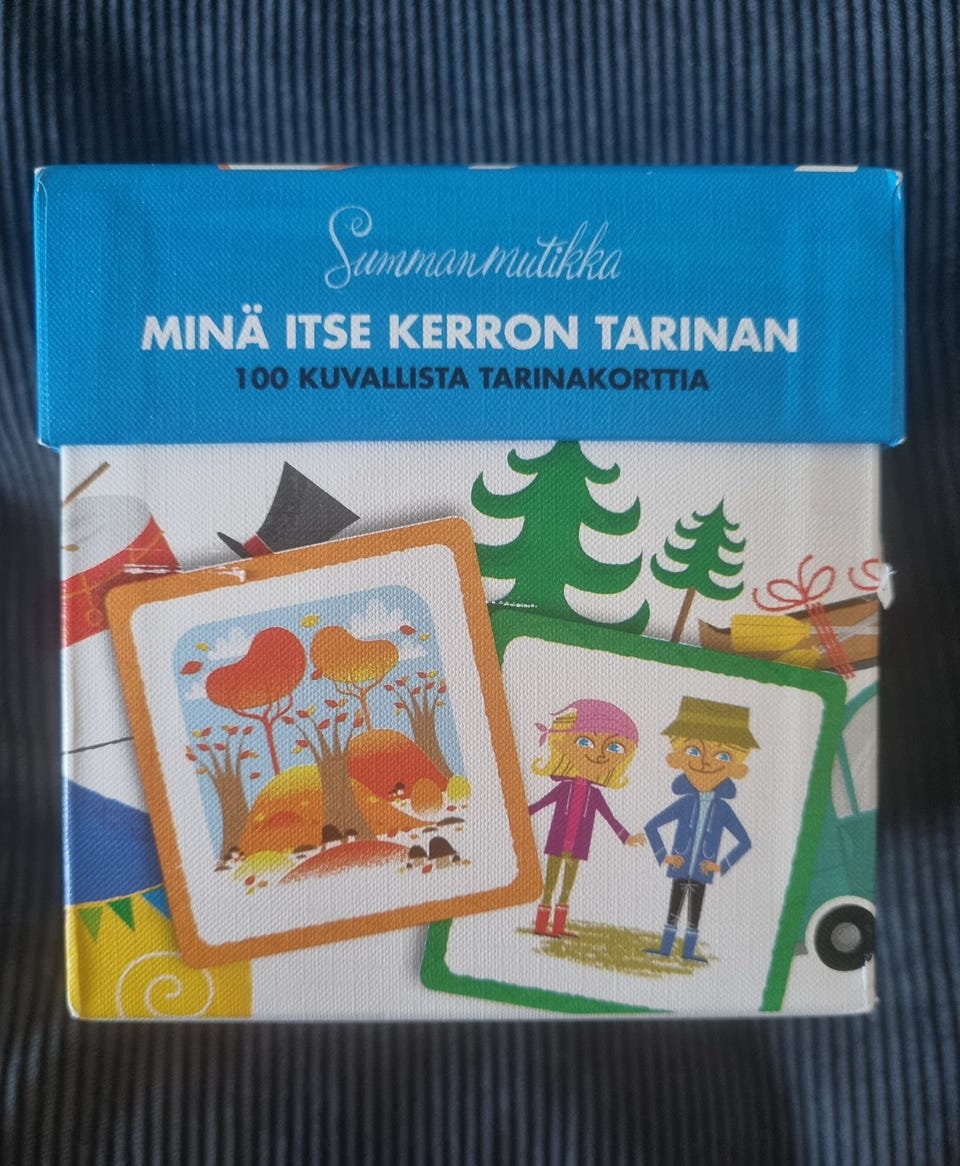 Summanmutikka
MINÄ ITSE KERRON TARINAN
100 KUVALLISTA TARINAKORTTIA